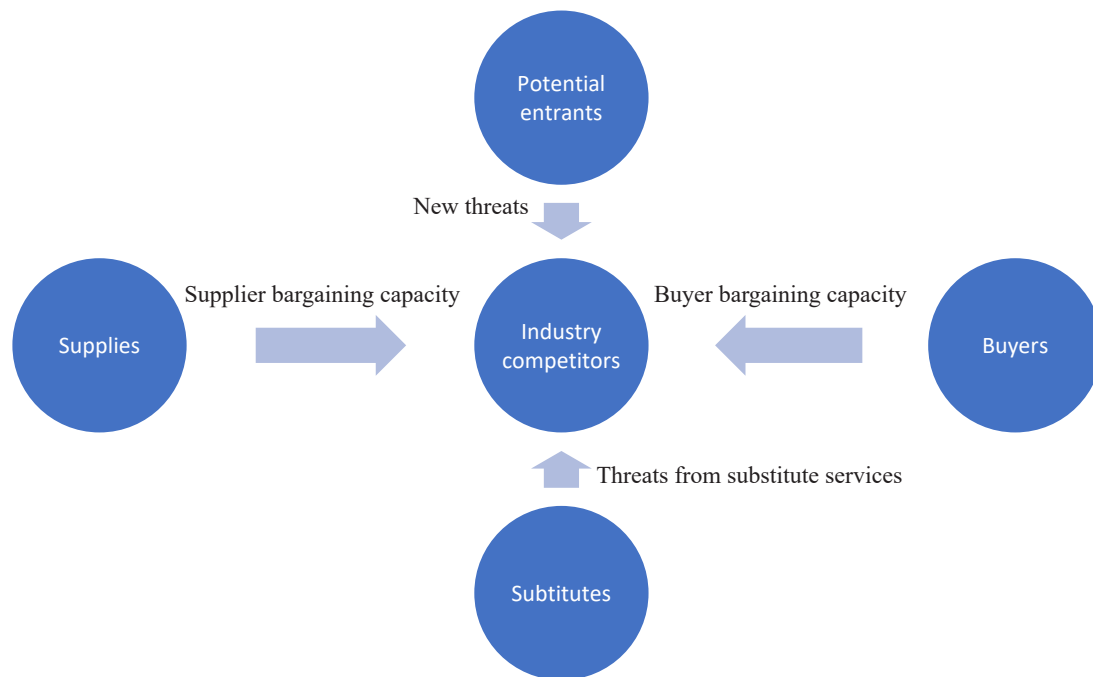 Potential
entrants
New threats
Supplier bargaining capacity
Buyer bargaining capacity
Supplies
Industry
competitors
Buyers
Threats from substitute services
Subtitutes